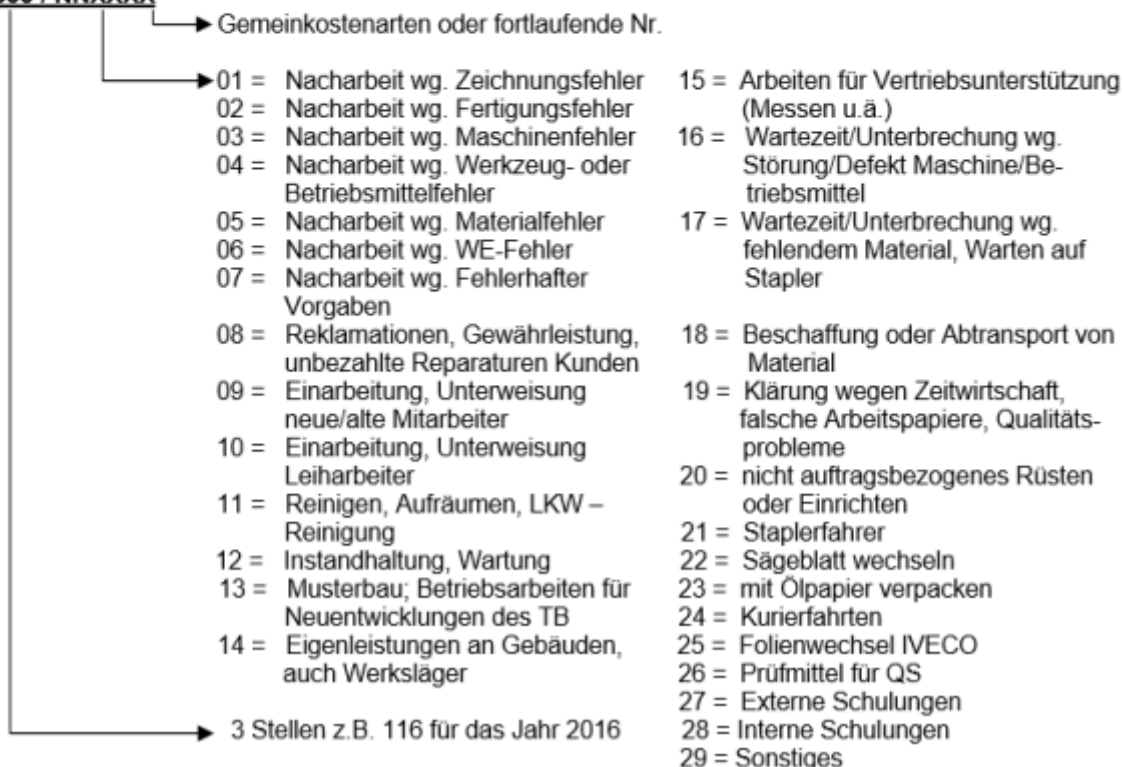 Gemeinkostenarten oder fortlaufende Nr.
01 = Nacharbeit wg. Zeichnungsfehler
02 = Nacharbeit wg. Fertigungsfehler
03 = Nacharbeit wg. Maschinenfehler
04 = Nacharbeit wg. Werkzeug- oder
Betriebsmittelfehler
05 = Nacharbeit wg. Materialfehler
06 = Nacharbeit wg. WE-Fehler
07 = Nacharbeit wg. Fehlerhafter
Vorgaben
08 = Reklamationen, Gewährleistung,
unbezahlte Reparaturen Kunden
09 = Einarbeitung, Unterweisung
neue/alte Mitarbeiter
10 = Einarbeitung, Unterweisung
Leiharbeiter
11 = Reinigen, Aufräumen, LKW –
Reinigung
12 = Instandhaltung, Wartung
13 = Musterbau; Betriebsarbeiten für
Neuentwicklungen des TB
14 = Eigenleistungen an Gebäuden,
auch Werksläger
3 Stellen z.B. 116 für das Jahr 2016
15 = Arbeiten für Vertriebsunterstützung
(Messen u.ä.)
16 = Wartezeit/Unterbrechung wg.
Störung/Defekt Maschine/Be-
triebsmittel
17 = Wartezeit/Unterbrechung wg.
fehlendem Material, Warten auf
Stapler
18 = Beschaffung oder Abtransport von
Material
19 = Klärung wegen Zeitwirtschaft,
falsche Arbeitspapiere, Qualitäts-
probleme
20 = nicht auftragsbezogenes Rüsten
oder Einrichten
21 = Staplerfahrer
22 = Sägeblatt wechseln
23 = mit Ölpapier verpacken
24 = Kurierfahrten
25 = Folienwechsel IVECO
26 = Prüfmittel für QS
27 = Externe Schulungen
28 = Interne Schulungen
29 = Sonstiges